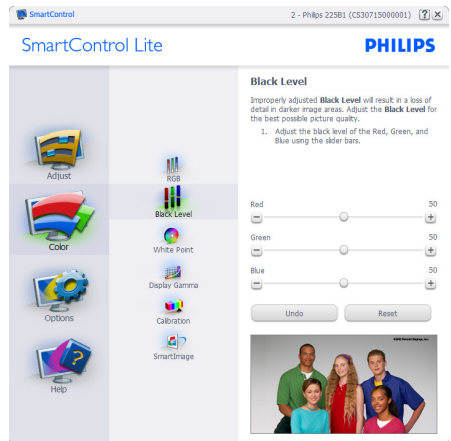 SmartControl
2 - Philips 225B1 (CS30715000001)
SmartControl Lite
PHILIPS
Adjust
Color
Options
Help
RGB
Black Level
White Point
Display Gamma
Calibration
SmartImage
Black Level
Improperly adjusted Black Level will result in a loss of
detail in darker image areas. Adjust the Black Level for
the best possible picture quality.
1. Adjust the black level of the Red, Green, and
Blue using the slider bars.
Red 50
Green 50
Blue 50
Undo
Reset